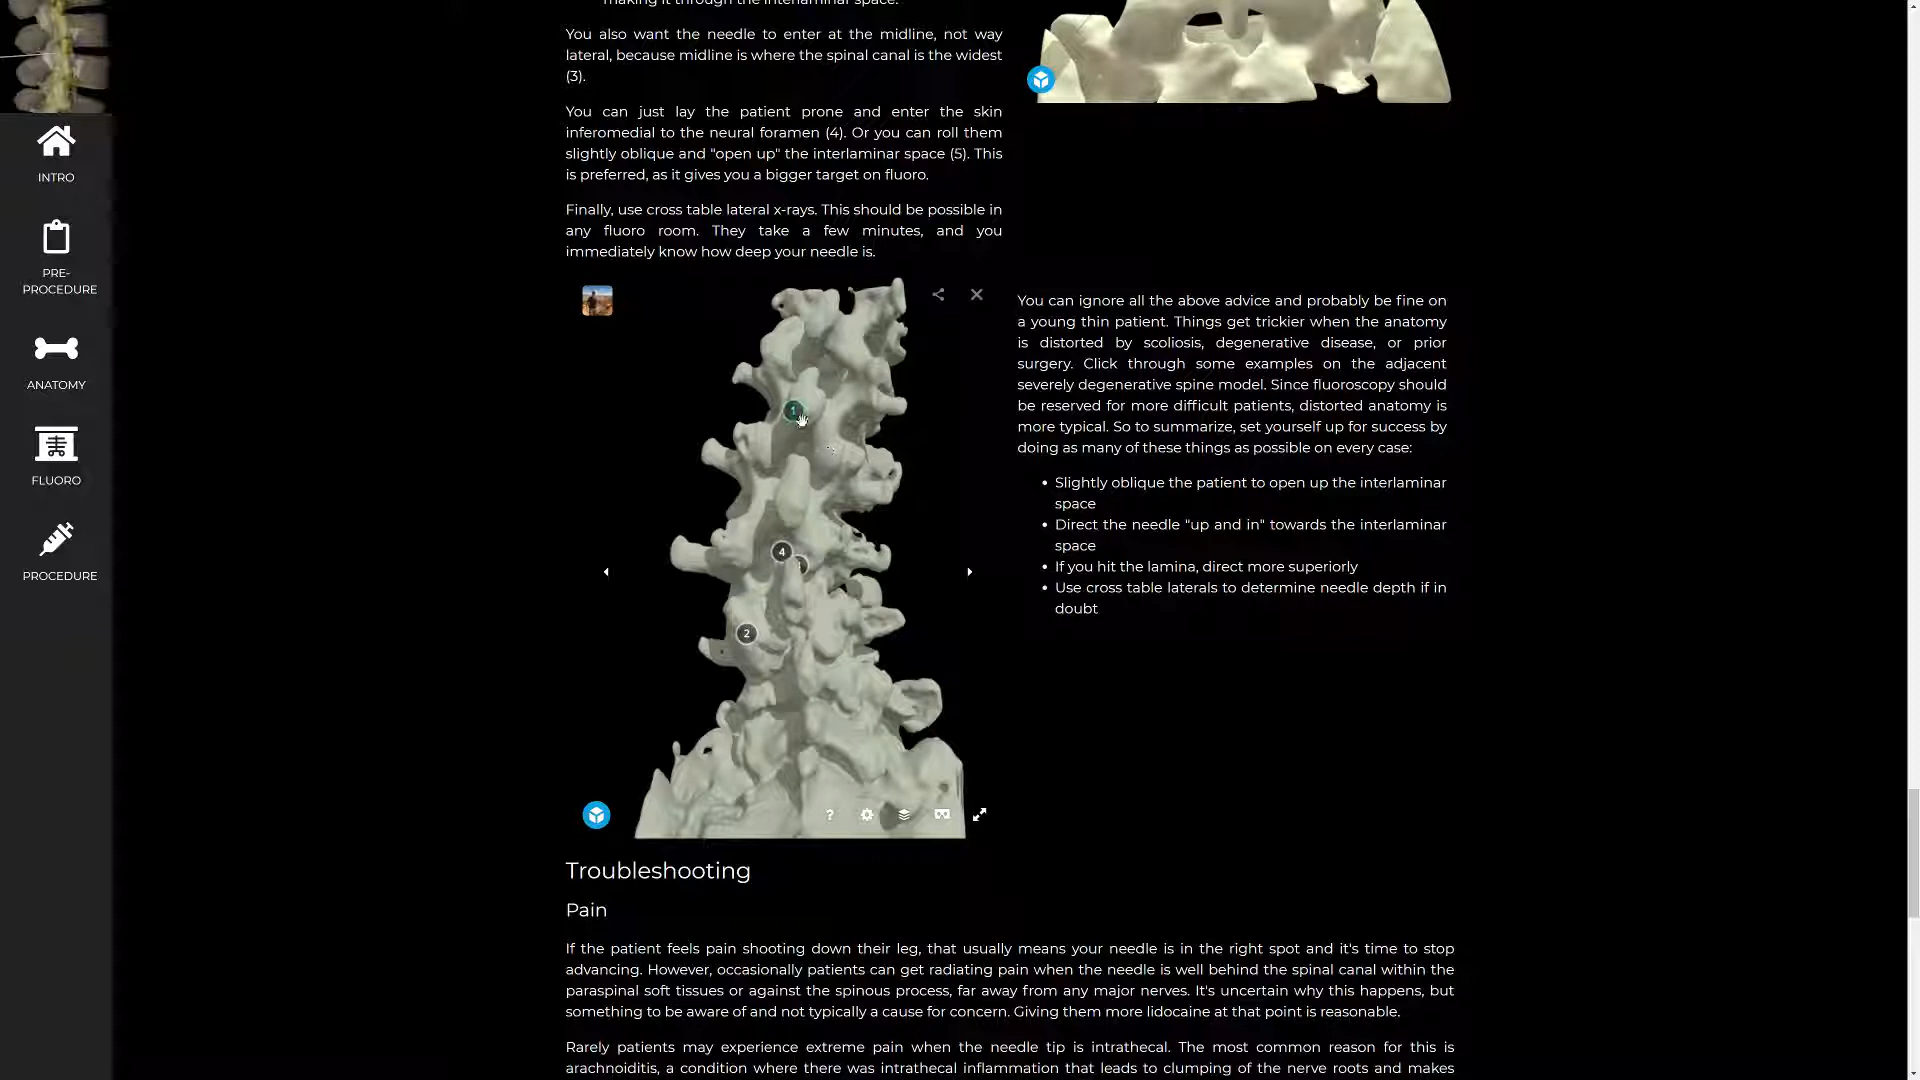 making it through the interlaminar space.
You also want the needle to enter at the midline, not way
lateral, because midline is where the spinal canal is the widest
(3).
You can just lay the patient prone and enter the skin
inferomedial to the neural foramen (4). Or you can roll them
slightly oblique and "open up" the interlaminar space (5). This
is preferred, as it gives you a bigger target on fluoro.
Finally, use cross table lateral x-rays. This should be possible in
any fluoro room. They take a few minutes, and you
immediately know how deep your needle is.
INTRO
PRE-
PROCEDURE
ANATOMY
FLUORO
PROCEDURE
1
4
2
?
You can ignore all the above advice and probably be fine on
a young thin patient. Things get trickier when the anatomy
is distorted by scoliosis, degenerative disease, or prior
surgery. Click through some examples on the adjacent
severely degenerative spine model. Since fluoroscopy should
be reserved for more difficult patients, distorted anatomy is
more typical. So to summarize, set yourself up for success by
doing as many of these things as possible on every case:
• Slightly oblique the patient to open up the interlaminar
space
• Direct the needle "up and in" towards the interlaminar
space
• If you hit the lamina, direct more superiorly
• Use cross table laterals to determine needle depth if in
doubt
Troubleshooting
Pain
If the patient feels pain shooting down their leg, that usually means your needle is in the right spot and it's time to stop
advancing. However, occasionally patients can get radiating pain when the needle is well behind the spinal canal within the
paraspinal soft tissues or against the spinous process, far away from any major nerves. It's uncertain why this happens, but
something to be aware of and not typically a cause for concern. Giving them more lidocaine at that point is reasonable.
Rarely patients may experience extreme pain when the needle tip is intrathecal. The most common reason for this is
arachnoiditis, a condition where there was intrathecal inflammation that leads to clumping of the nerve roots and makes